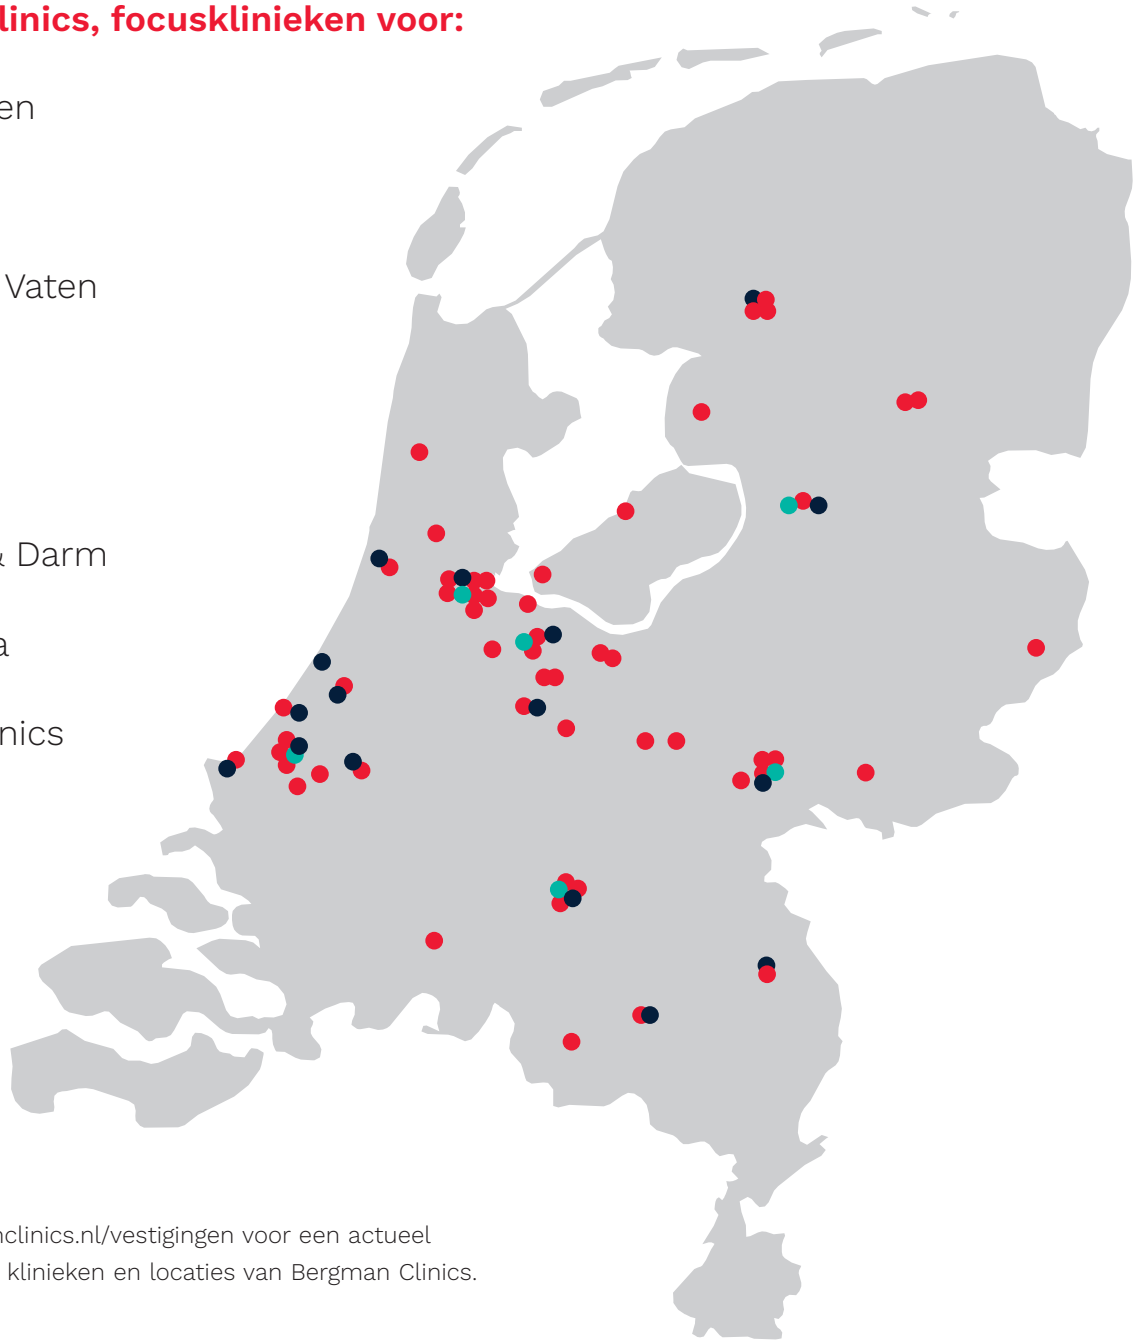 linics, focusklinieken voor:
en
Vaten
& Darm
a
nics
nclinics.nl/vestigingen voor een actueel
klinieken en locaties van Bergman Clinics.